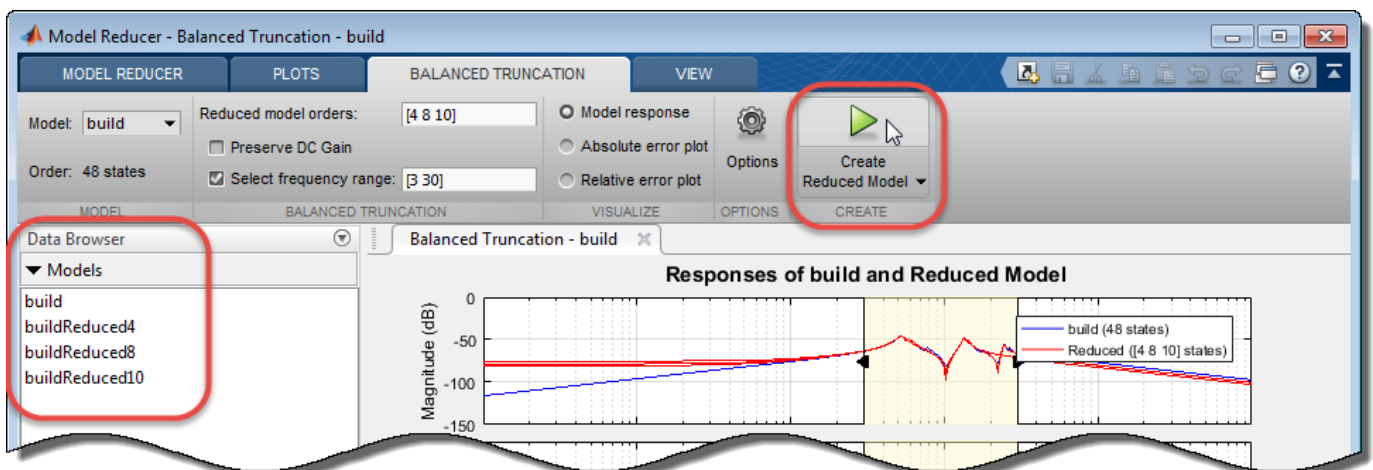 Model Reducer - Balanced Truncation - build
MODEL REDUCER PLOTS BALANCED TRUNCATION VIEW
Model: build
Order: 48 states
MODEL
Reduced model orders: [4 8 10]
Preserve DC Gain
Select frequency range: [3 30]
BALANCED TRUNCATION
Model response
Absolute error plot
Relative error plot
VISUALIZE
Options
OPTIONS
Create
Reduced Model
CREATE
Data Browser
Models
build
buildReduced4
buildReduced8
buildReduced10
Balanced Truncation - build
Responses of build and Reduced Model
Magnitude (dB)
0
-50
-100
-150
build (48 states)
Reduced ([4 8 10] states)